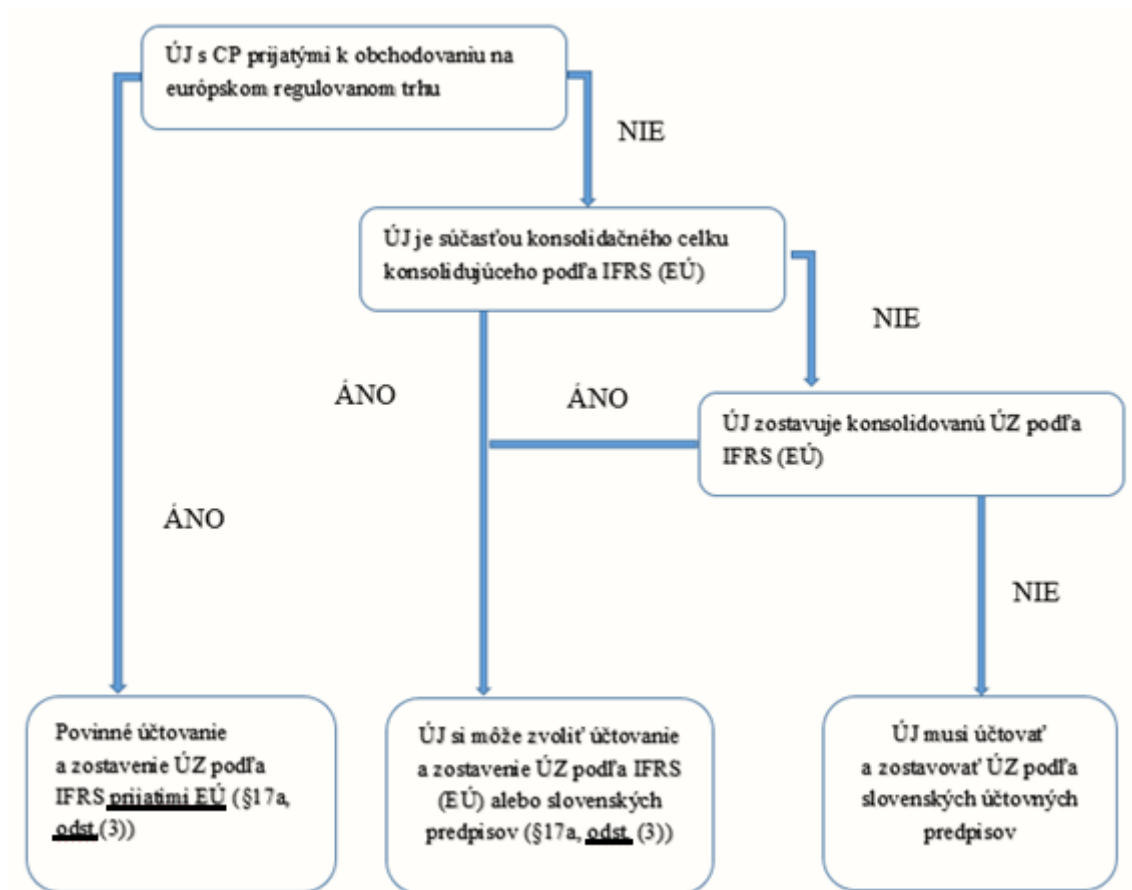 ÚJ s CP prijatými k obchodovaniu na
európskom regulovanom trhu
NIE
ÚJ je súčasťou konsolidačného celku
konsolidujúceho podľa IFRS (EÚ)
NIE
ÁNO
ÁNO
ÚJ zostavuje konsolidovanú ÚZ podľa
IFRS (EÚ)
ÁNO
NIE
Povinné účtovanie
a zostavenie ÚZ podľa
IFRS prijatimi EÚ (§17a,
odst (3))
ÚJ si môže zvoliť účtovanie
a zostavenie ÚZ podľa IFRS
(EÚ) alebo slovenských
predpisov (§17a, odst (3))
ÚJ musi účtovať
a zostavovať ÚZ podľa
slovenských účtovných
predpisov